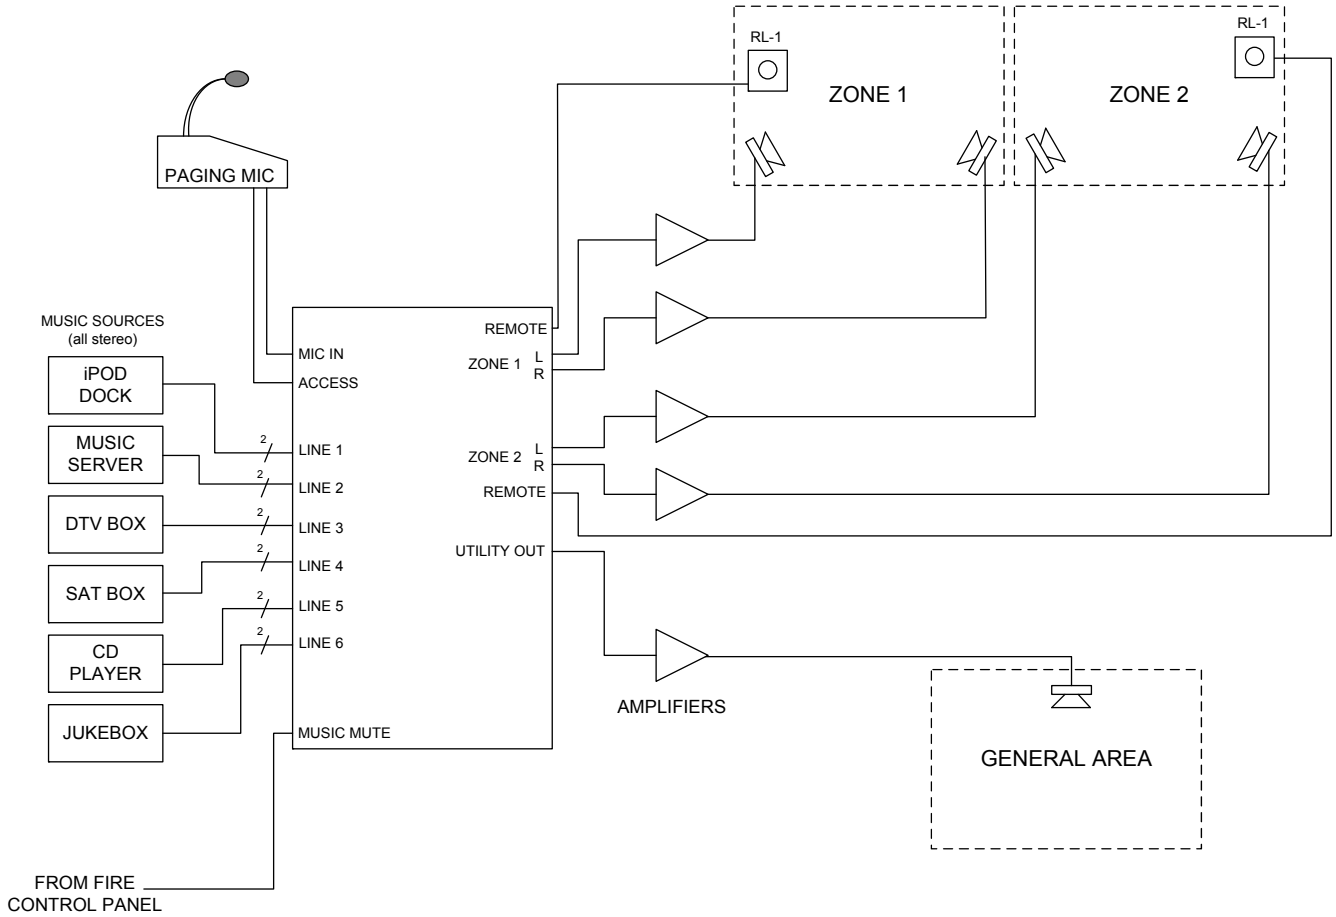 RL-1
RL-1
ZONE 1
ZONE 2
PAGING MIC
MUSIC SOURCES
(all stereo)
iPOD
DOCK
MUSIC
SERVER
DTV BOX
SAT BOX
CD
PLAYER
JUKEBOX
2
2
2
2
2
2
MIC IN
ACCESS
LINE 1
LINE 2
LINE 3
LINE 4
LINE 5
LINE 6
MUSIC MUTE
REMOTE
ZONE 1 L
R
ZONE 2 L
R
REMOTE
UTILITY OUT
AMPLIFIERS
GENERAL AREA
FROM FIRE
CONTROL PANEL